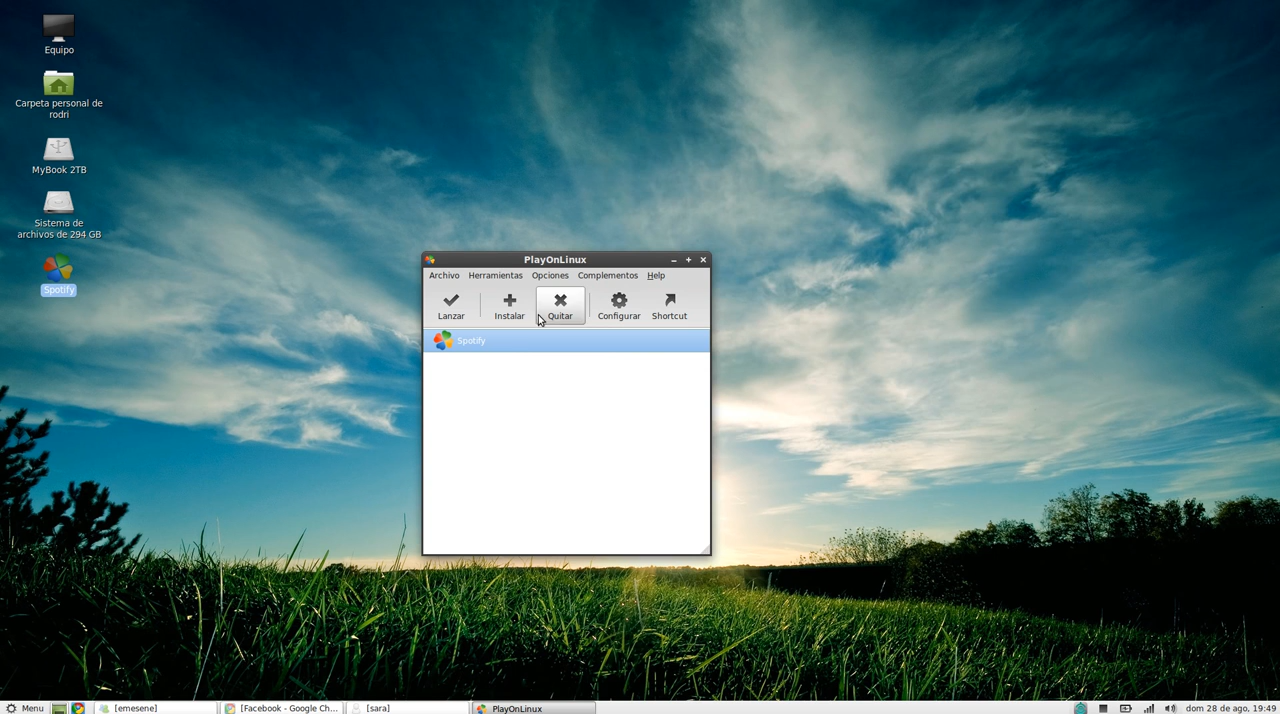 Equipo
Carpeta personal de
rodri
MyBook 2TB
Sistema de
archivos de 294 GB
Spotify
PlayOnLinux
Archivo Herramientas Opciones Complementos Help
Lanzar Instalar Quitar Configurar Shortcut
Spotify
Menu [emesene] [Facebook - Google Ch... [sara] PlayOnLinux dom 28 de ago, 19:49